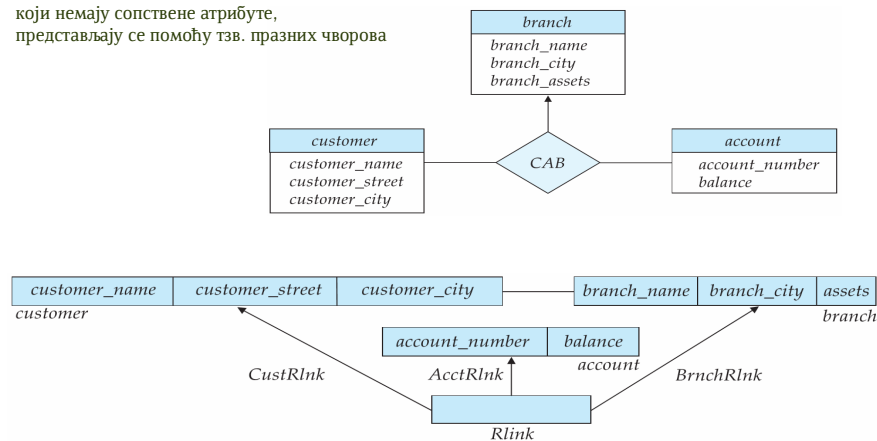 који немају сопствене атрибуте,
представљају се помоћу тзв. празних чворова
branch
branch_name
branch_city
branch_assets
customer
customer_name
customer_street
customer_city
CAB
account
account_number
balance
customer_name customer_street customer_city
customer
branch_name branch_city assets
branch
account_number balance
account
CustRlnk AcctRlnk BrnchRlnk
Rlink